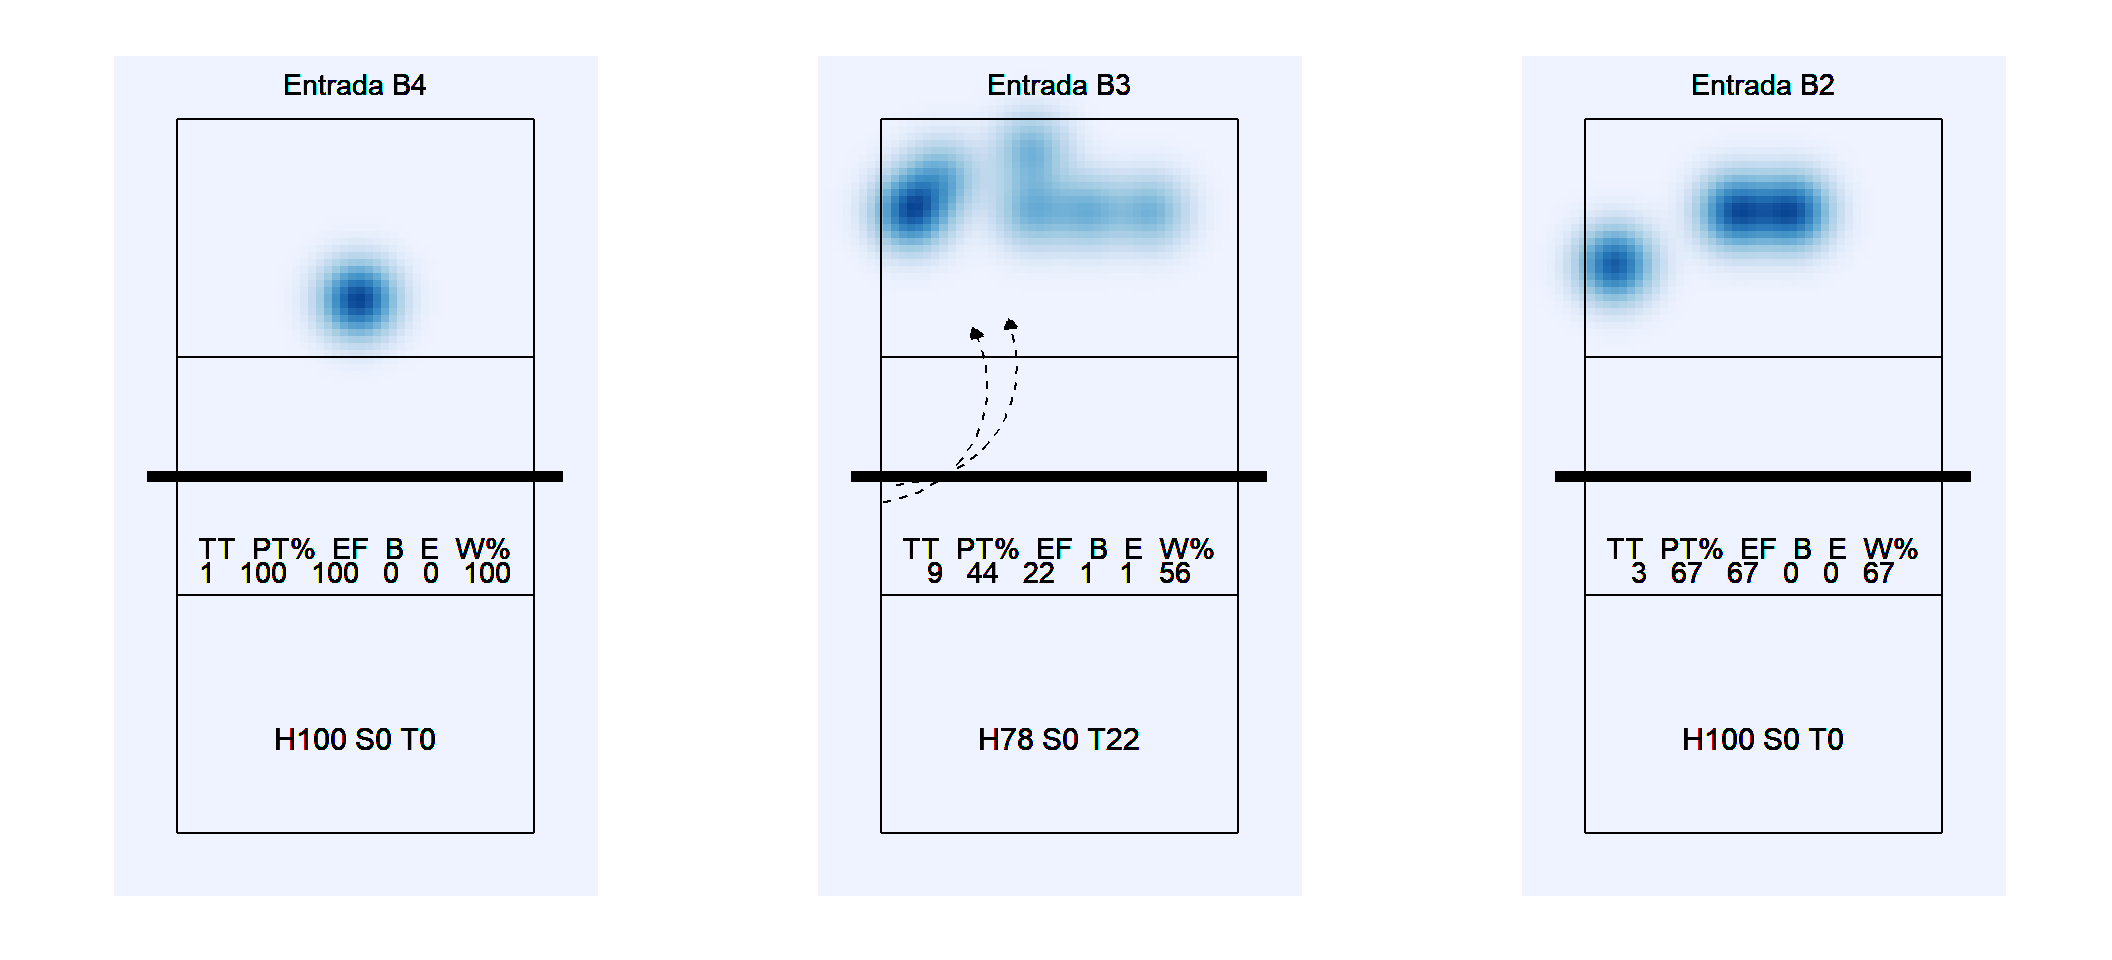 Entrada B4
TT PT% EF B E W%
1 100 100 0 0 100
H100 S0 T0
Entrada B3
TT PT% EF B E W%
9 44 22 1 1 56
H78 S0 T22
Entrada B2
TT PT% EF B E W%
3 67 67 0 0 67
H100 S0 T0